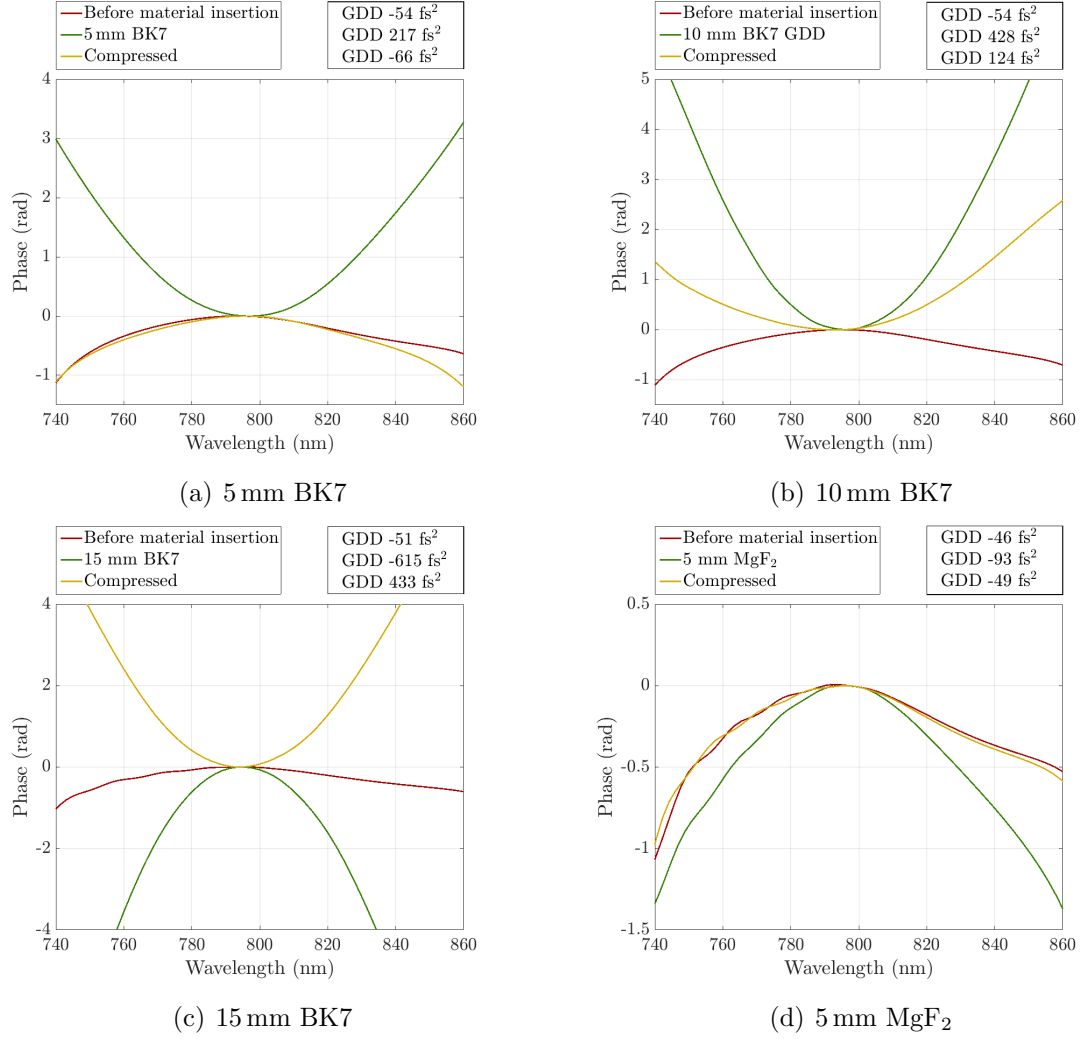 Before material insertion
5 mm BK7
Compressed
GDD -54 fs²
GDD 217 fs²
GDD -66 fs²
4
3
2
1
0
-1
Phase (rad)
740 760 780 800 820 840 860
Wavelength (nm)
(a) 5 mm BK7
Before material insertion
10 mm BK7 GDD
Compressed
GDD -54 fs²
GDD 428 fs²
GDD 124 fs²
5
4
3
2
1
0
-1
Phase (rad)
740 760 780 800 820 840 860
Wavelength (nm)
(b) 10 mm BK7
Before material insertion
15 mm BK7
Compressed
GDD -51 fs²
GDD -615 fs²
GDD 433 fs²
4
2
0
-2
-4
Phase (rad)
740 760 780 800 820 840 860
Wavelength (nm)
(c) 15 mm BK7
Before material insertion
5 mm MgF₂
Compressed
GDD -46 fs²
GDD -93 fs²
GDD -49 fs²
0.5
0
-0.5
-1
-1.5
Phase (rad)
740 760 780 800 820 840 860
Wavelength (nm)
(d) 5 mm MgF₂